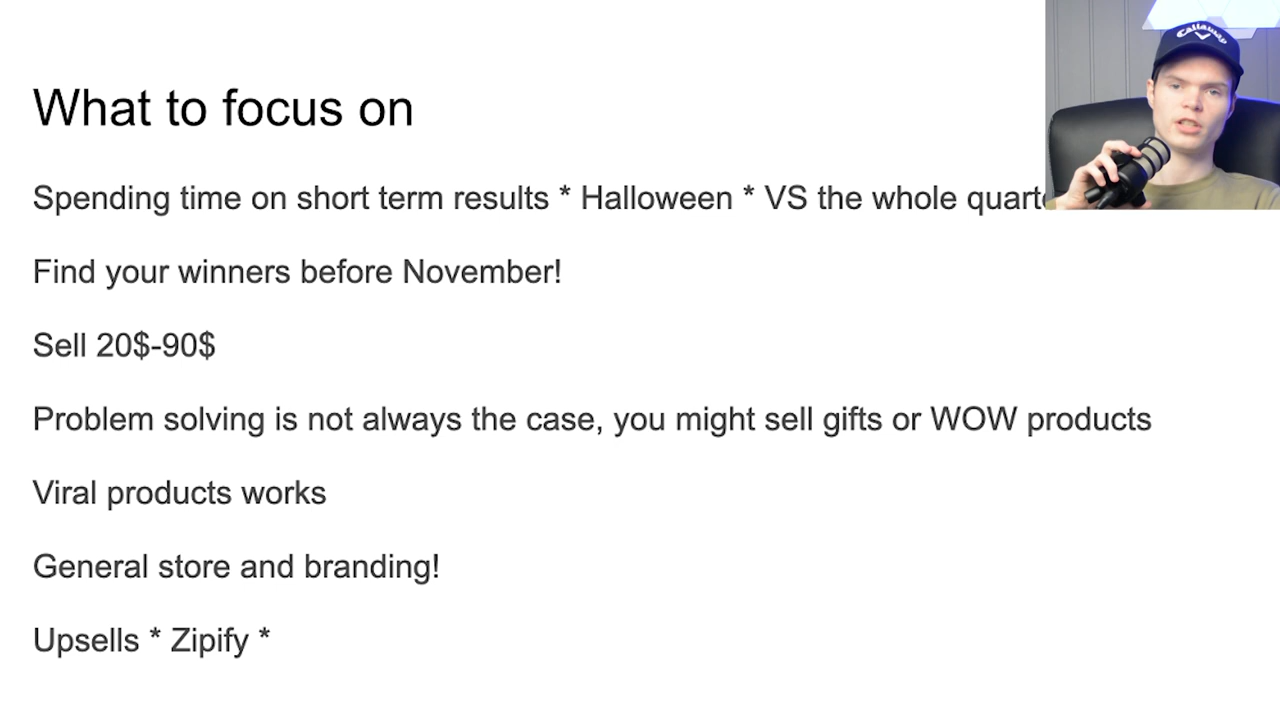 What to focus on
Callaway
Spending time on short term results * Halloween * VS the whole
Find your winners before November!
Sell 20$-90$
Problem solving is not always the case, you might sell gifts or WOW products
Viral products works
General store and branding!
Upsells * Zipify *